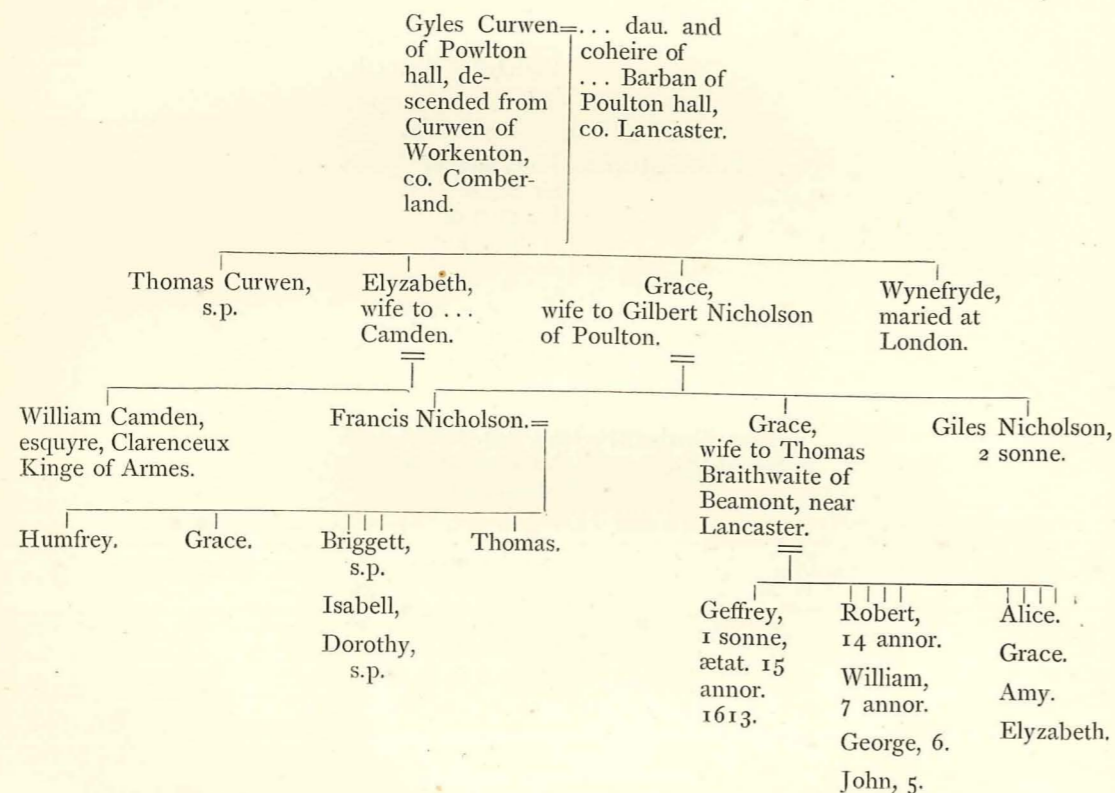 Gyles Curwen=... dau. and
of Powlton
hall, de-
scended from
Curwen of
Workenton,
co. Comber-
land.
coheire of
... Barban of
Poulton hall,
co. Lancaster.
Thomas Curwen,
s.p.
Elyzabeth,
wife to ...
Camden.
Grace,
wife to Gilbert Nicholson
of Poulton.
Wynefryde,
maried at
London.
William Camden,
esquyre, Clarenceux
Kinge of Armes.
Francis Nicholson.=
Grace,
wife to Thomas
Braithwaite of
Beamont, near
Lancaster.
Giles Nicholson,
2 sonne.
Humfrey.
Grace.
Briggett,
s.p.
Isabell,
Dorothy,
s.p.
Thomas.
Geffrey,
1 sonne,
ætat. 15
annor.
1613.
Robert,
14 annor.
William,
7 annor.
George, 6.
John, 5.
Alice.
Grace.
Amy.
Elyzabeth.